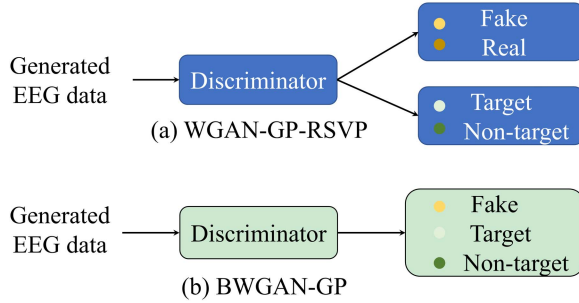 Fake
Real
Generated
EEG data
Discriminator
Target
Non-target
(a) WGAN-GP-RSVP
Generated
EEG data
Discriminator
Fake
Target
Non-target
(b) BWGAN-GP